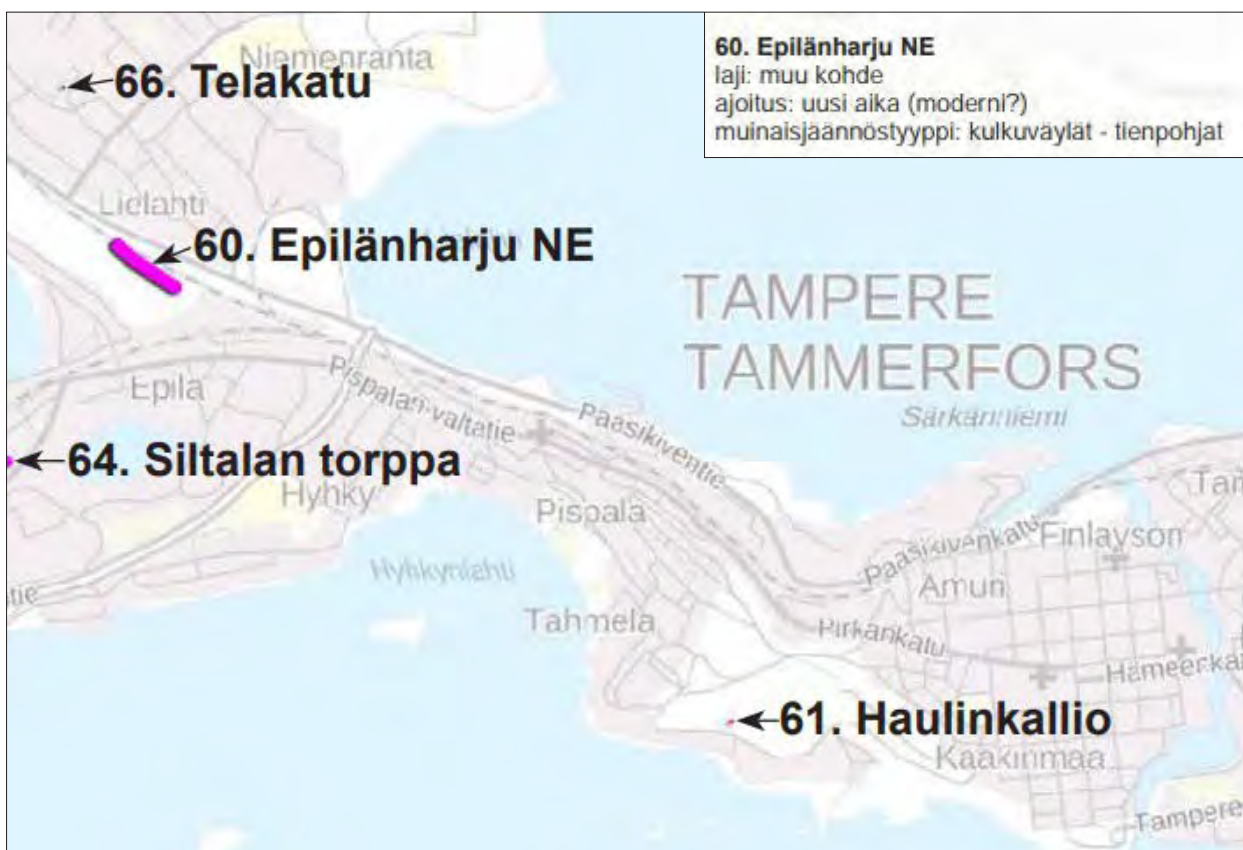 60. Epilänharju NE
laji: muu kohde
ajoitus: uusi aika (moderni?)
muinaisjäännöstyyppi: kulkuväylät - tienpohjat
Niemenranta
66. Telakatu
Lielahti
60. Epilänharju NE
TAMPERE
TAMMERFORS
Särkänniemi
Epilä
Pispalan valtatie
Paasikiventie
64. Siltalan torppa
Hyhky
Pispala
Paasikivenkatu
Finlayson
Hyhkynlahti
Amuri
Tahmela
Pirkankatu
61. Haulinkallio
Kaakinmaa
Tampere